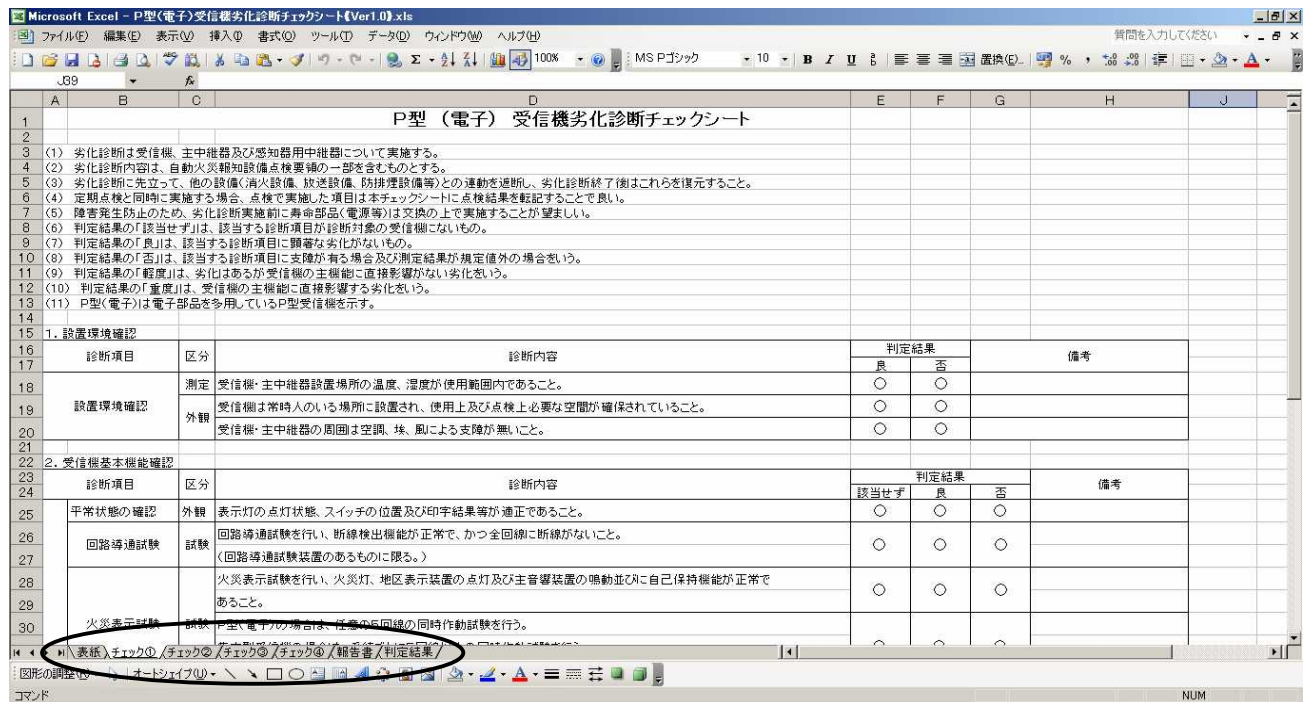 Microsoft Excel - P型(電子)受信機劣化診断チェックシート【Ver1.0】.xls
ファイル(F) 編集(E) 表示(V) 挿入(I) 書式(O) ツール(T) データ(D) ウィンドウ(W) ヘルプ(H) 質問を入力してください
100% MS Pゴシック 10 B I U 置換(E)...
J39 fx
A B C D E F G H J
1 P型 (電子) 受信機劣化診断チェックシート
2
3 (1) 劣化診断は受信機、主中継器及び感知器用中継器について実施する。
4 (2) 劣化診断内容は、自動火災報知設備点検要領の一部を含むものとする。
5 (3) 劣化診断に先立って、他の設備(消火設備、放送設備、防排煙設備等)との連動を遮断し、劣化診断終了後はこれらを復元すること。
6 (4) 定期点検と同時に実施する場合、点検で実施した項目は本チェックシートに点検結果を転記することで良い。
7 (5) 障害発生防止のため、劣化診断実施前に寿命部品(電源等)は交換の上で実施することが望ましい。
8 (6) 判定結果の「該当せず」は、該当する診断項目が診断対象の受信機にないもの。
9 (7) 判定結果の「良」は、該当する診断項目に顕著な劣化がないもの。
10 (8) 判定結果の「否」は、該当する診断項目に支障が有る場合及び測定結果が規定値外の場合をいう。
11 (9) 判定結果の「軽度」は、劣化はあるが受信機の主機能に直接影響がない劣化をいう。
12 (10) 判定結果の「重度」は、受信機の主機能に直接影響する劣化をいう。
13 (11) P型(電子)は電子部品を多用しているP型受信機を示す。
14
15 1. 設置環境確認
16 診断項目 区分 診断内容 判定結果 備考
17 良 否
18 測定 受信機・主中継器設置場所の温度、湿度が使用範囲内であること。 ○ ○
19 設置環境確認 外観 受信機は常時人のいる場所に設置され、使用上及び点検上必要な空間が確保されていること。 ○ ○
20 受信機・主中継器の周囲は空調、埃、風による支障が無いこと。 ○ ○
21
22 2. 受信機基本機能確認
23 診断項目 区分 診断内容 判定結果 備考
24 該当せず 良 否
25 平常状態の確認 外観 表示灯の点灯状態、スイッチの位置及び印字結果等が適正であること。 ○ ○ ○
26 回路導通試験 試験 回路導通試験を行い、断線検出機能が正常で、かつ全回線に断線がないこと。 ○ ○ ○
27 (回路導通試験装置のあるものに限る。)
28 火災表示試験を行い、火災灯、地区表示装置の点灯及び主音響装置の鳴動並びに自己保持機能が正常で ○ ○ ○
29 あること。
30 火災表示試験 試験 P型(電子)の場合は、任意の5回線の同時作動試験を行う。
表紙 チェック① チェック② チェック③ チェック④ 報告書 判定結果
図形の調整(R) オートシェイプ(U)
コマンド NUM